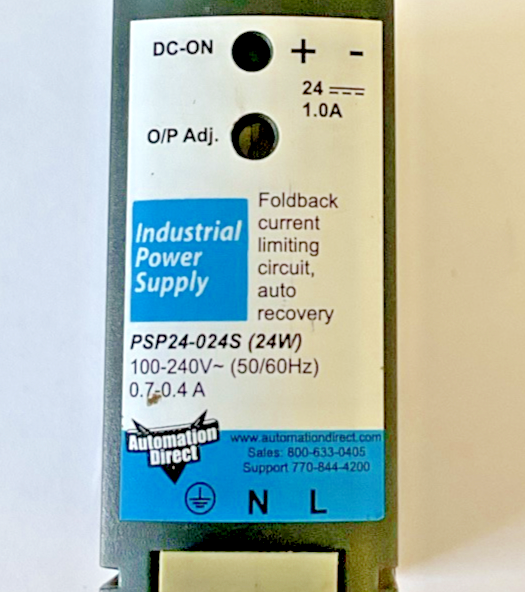 DC-ON + -
24 ⎓
1.0A
O/P Adj.
Industrial
Power
Supply
Foldback
current
limiting
circuit,
auto
recovery
PSP24-024S (24W)
100-240V~ (50/60Hz)
0.7-0.4 A
Automation
Direct
www.automationdirect.com
Sales: 800-633-0405
Support 770-844-4200
N L